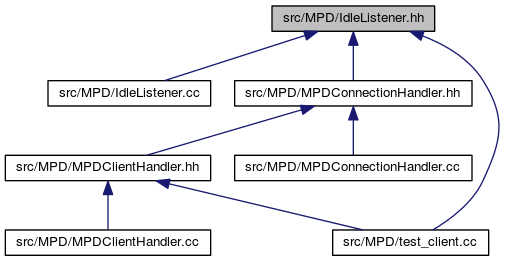 src/MPD/IdleListener.hh
src/MPD/IdleListener.cc
src/MPD/MPDConnectionHandler.hh
src/MPD/MPDClientHandler.hh
src/MPD/MPDConnectionHandler.cc
src/MPD/MPDClientHandler.cc
src/MPD/test_client.cc